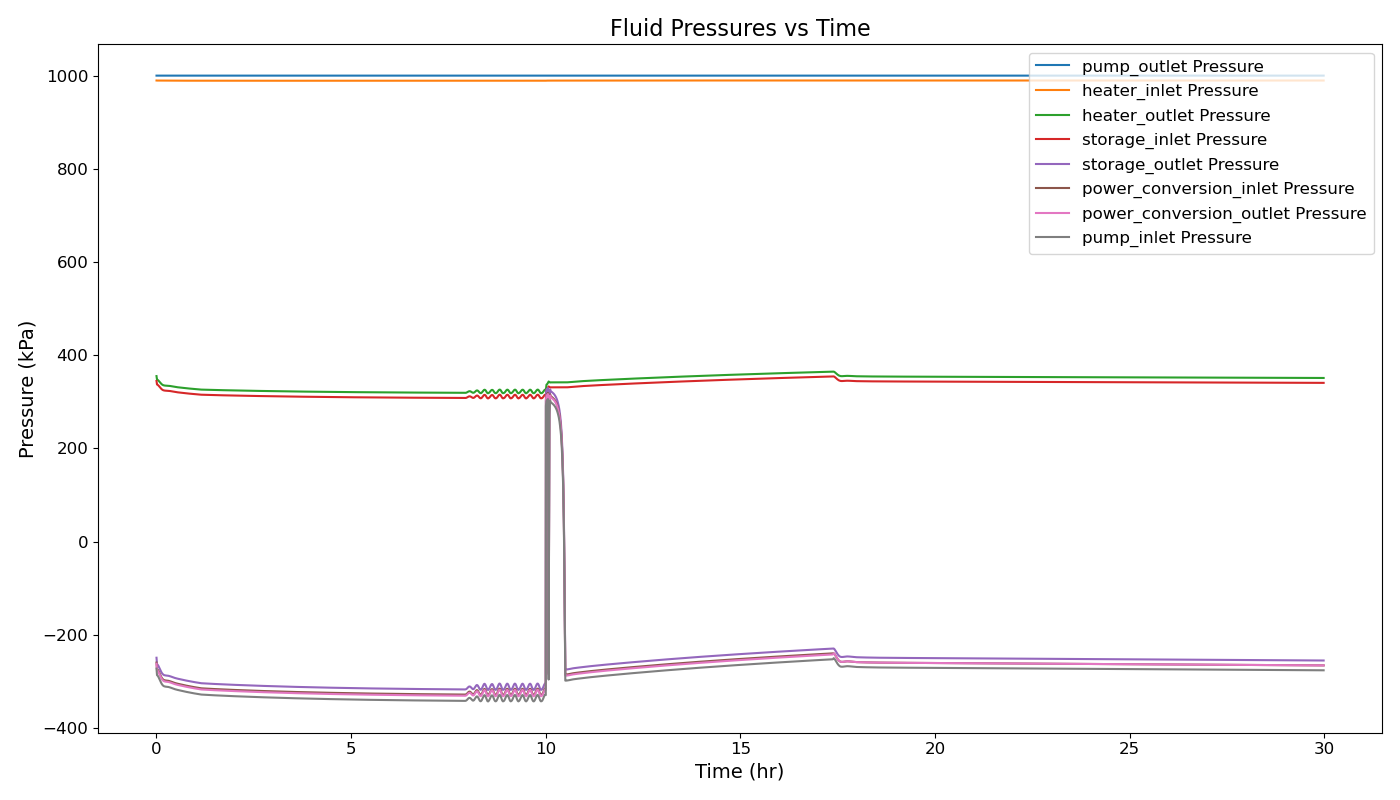 Fluid Pressures vs Time
1000
800
600
400
200
0
−200
−400
Pressure (kPa)
pump_outlet Pressure
heater_inlet Pressure
heater_outlet Pressure
storage_inlet Pressure
storage_outlet Pressure
power_conversion_inlet Pressure
power_conversion_outlet Pressure
pump_inlet Pressure
0 5 10 15 20 25 30
Time (hr)